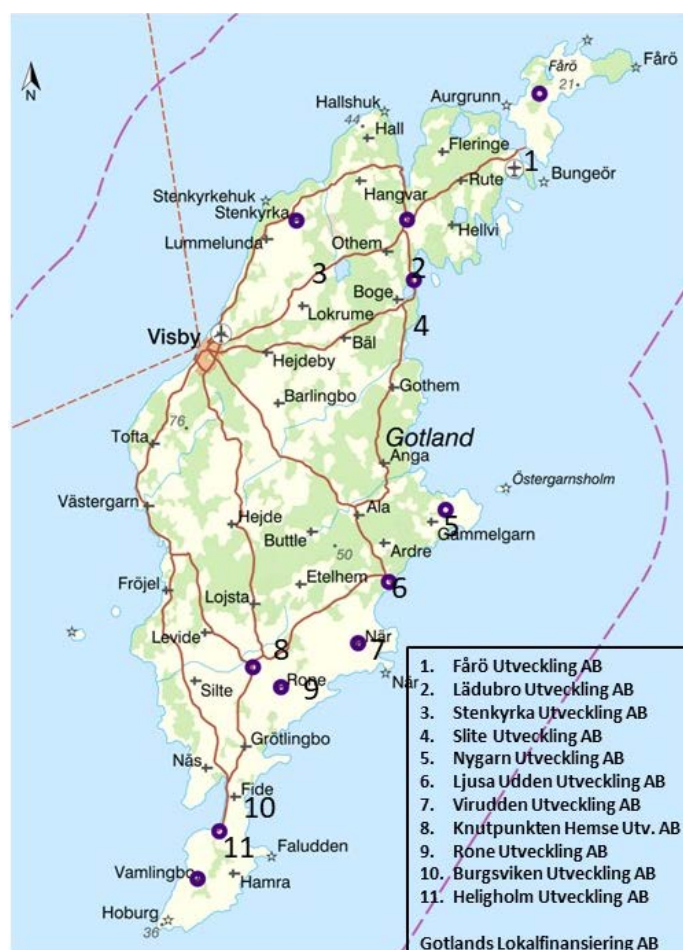 Fårö
21
Fårö
N
Hallshuk
44
Hall
Aurgrunn
Fleringe
1
Bungeör
Hangvar
Rute
Stenkyrkehuk
Stenkyrka
Lummelunda
Othem
Hellvi
3
2
Boge
Lokrume
4
Visby
Bäl
Hejdeby
Gothem
Barlingbo
76
Gotland
Tofta
Anga
Östergarnsholm
Västergarn
Hejde
Ala
5
Gammelgarn
Buttle
50
Ardre
Etelhem
6
Fröjel
Lojsta
Levide
När
7
8
Silte
Rone
9
När
Grötlingbo
Näs
Fide
10
11
Faludden
Vamlingbo
Hamra
Hoburg
36
1. Fårö Utveckling AB
2. Lädubro Utveckling AB
3. Stenkyrka Utveckling AB
4. Slite Utveckling AB
5. Nygarn Utveckling AB
6. Ljusa Udden Utveckling AB
7. Virudden Utveckling AB
8. Knutpunkten Hemse Utv. AB
9. Rone Utveckling AB
10. Burgsviken Utveckling AB
11. Heligholm Utveckling AB
Gotlands Lokalfinansiering AB